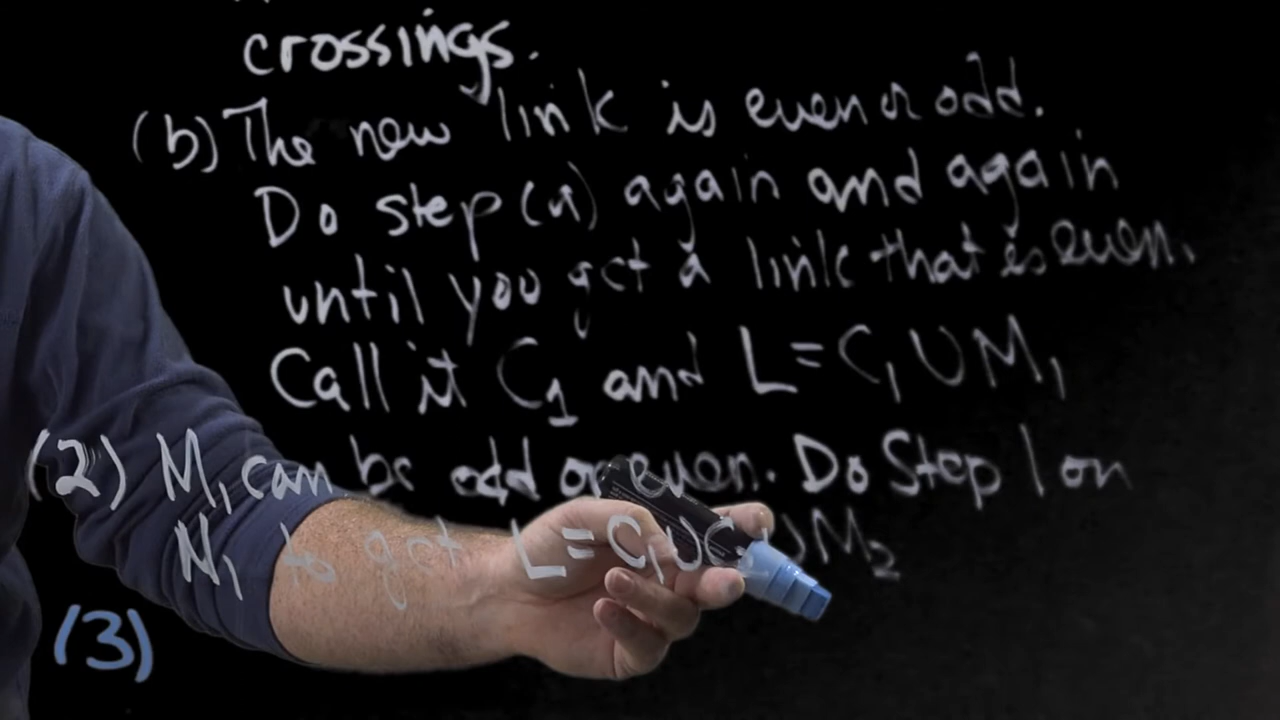 crossings.
(b) The new link is even or odd.
Do step (a) again and again
until you get a link that is even.
Call it C₁ and L = C₁ U M₁
(2) M₁ can be odd or even. Do Step 1 on
M₁ to get L = C₁ U C₂ U M₂
(3)